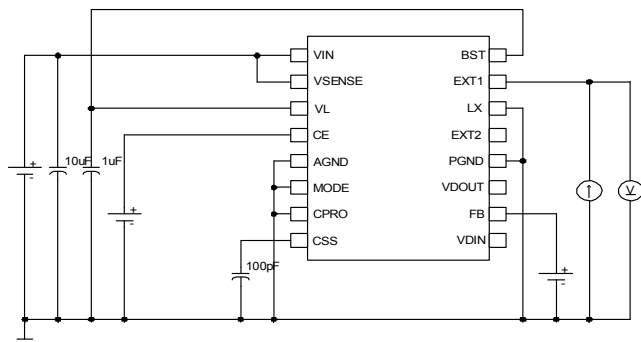 VIN
VSENSE
VL
CE
AGND
MODE
CPRO
CSS
BST
EXT1
LX
EXT2
PGND
VDOUT
FB
VDIN
+
-
10uF
1uF
+
-
100pF
+
-
V